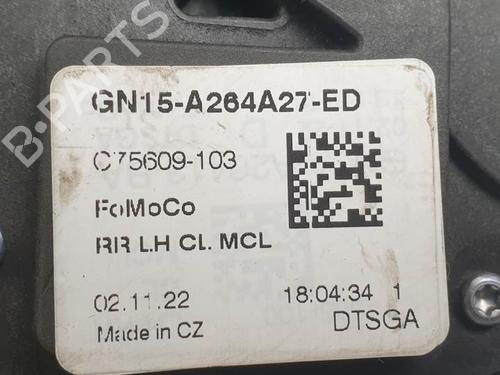 B-PARTS
GN15-A264A27-ED
C75609-103
FoMoCo
RR LH CL MCL
02.11.22 18:04:34 1
Made in CZ DTSGA